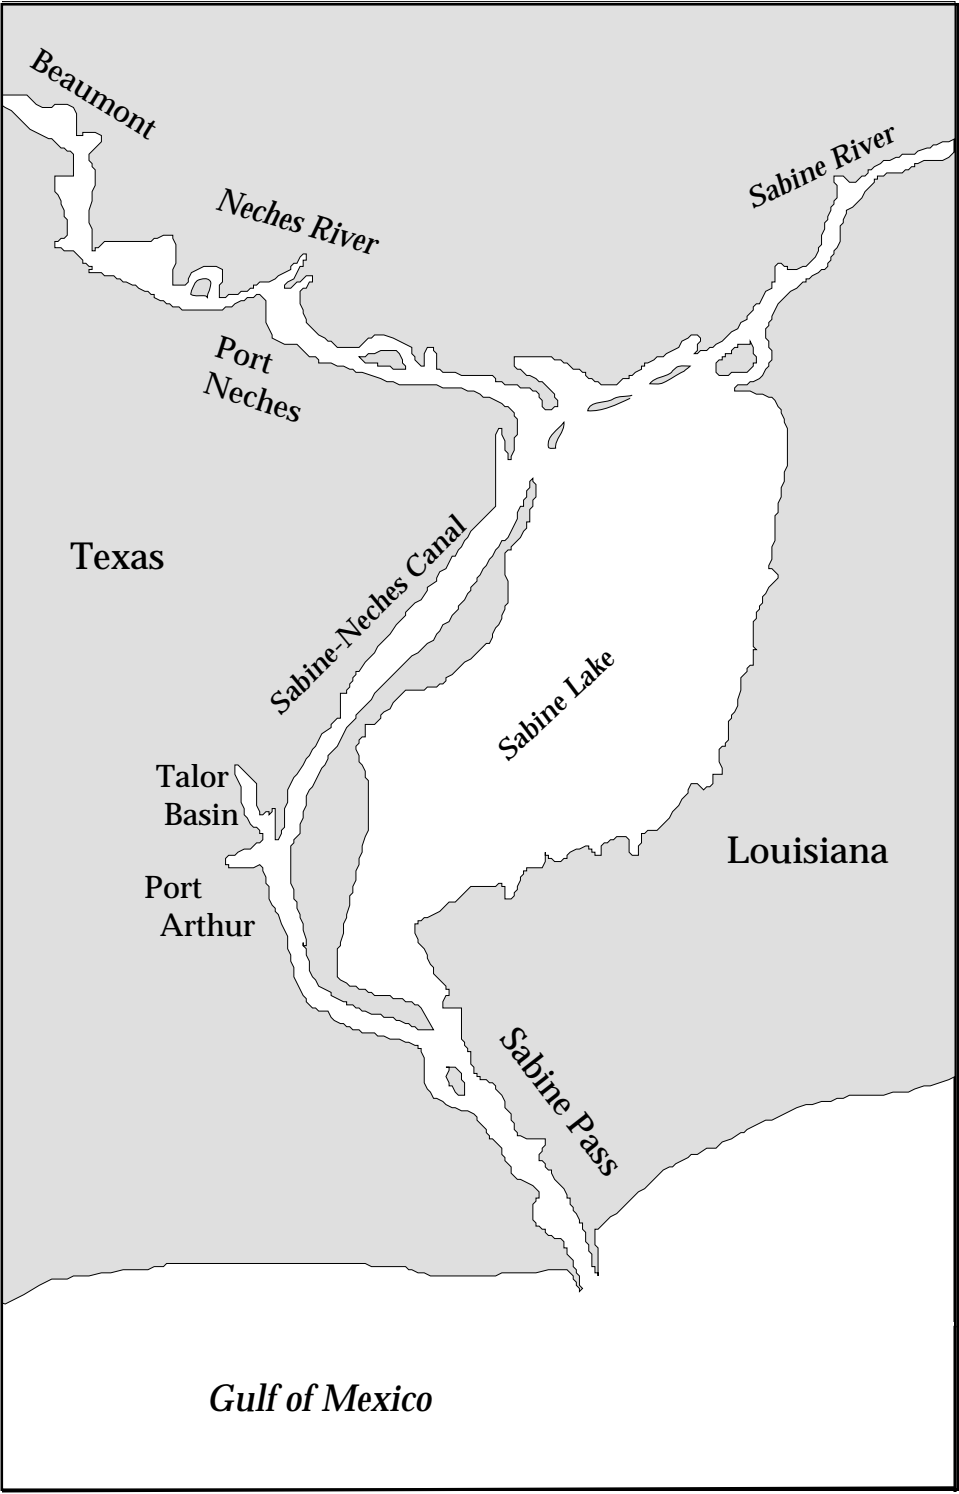 Beaumont
Sabine River
Neches River
Port
Neches
Texas
Sabine-Neches Canal
Sabine Lake
Talor
Basin
Louisiana
Port
Arthur
Sabine Pass
Gulf of Mexico